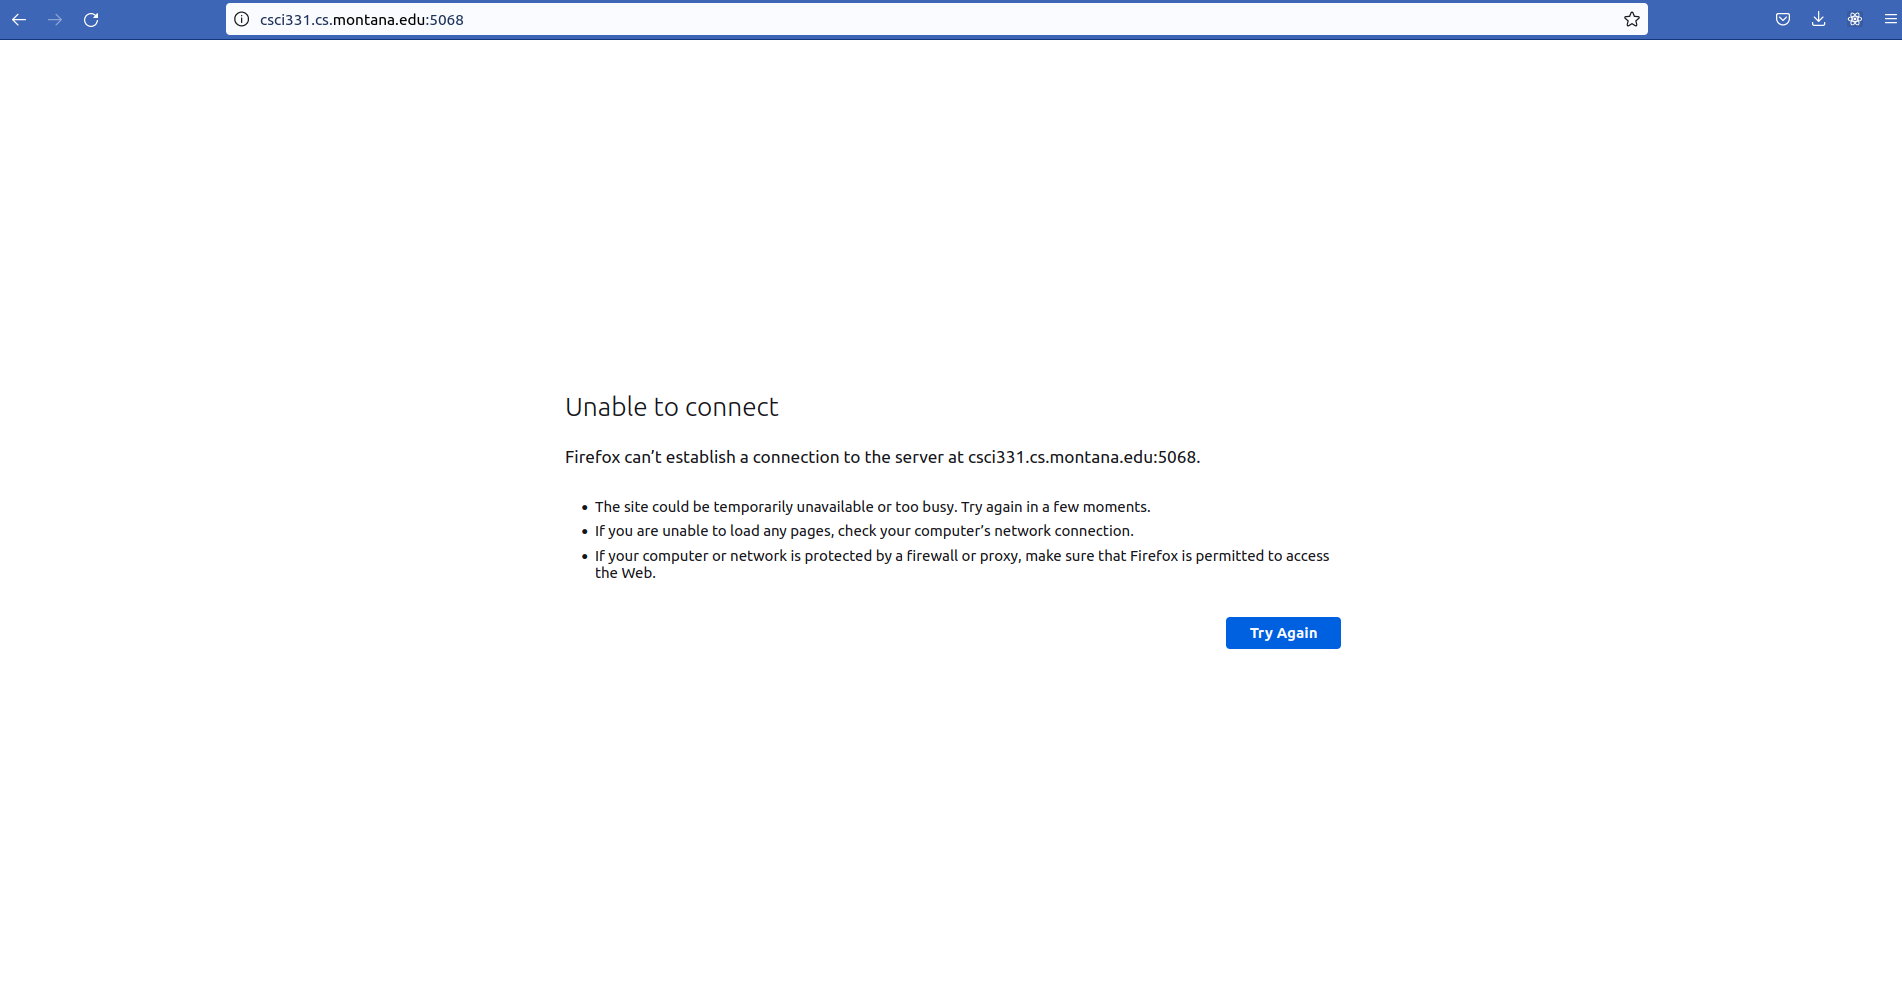 csci331.cs.montana.edu:5068
Unable to connect
Firefox can’t establish a connection to the server at csci331.cs.montana.edu:5068.
• The site could be temporarily unavailable or too busy. Try again in a few moments.
• If you are unable to load any pages, check your computer’s network connection.
• If your computer or network is protected by a firewall or proxy, make sure that Firefox is permitted to access
the Web.
Try Again